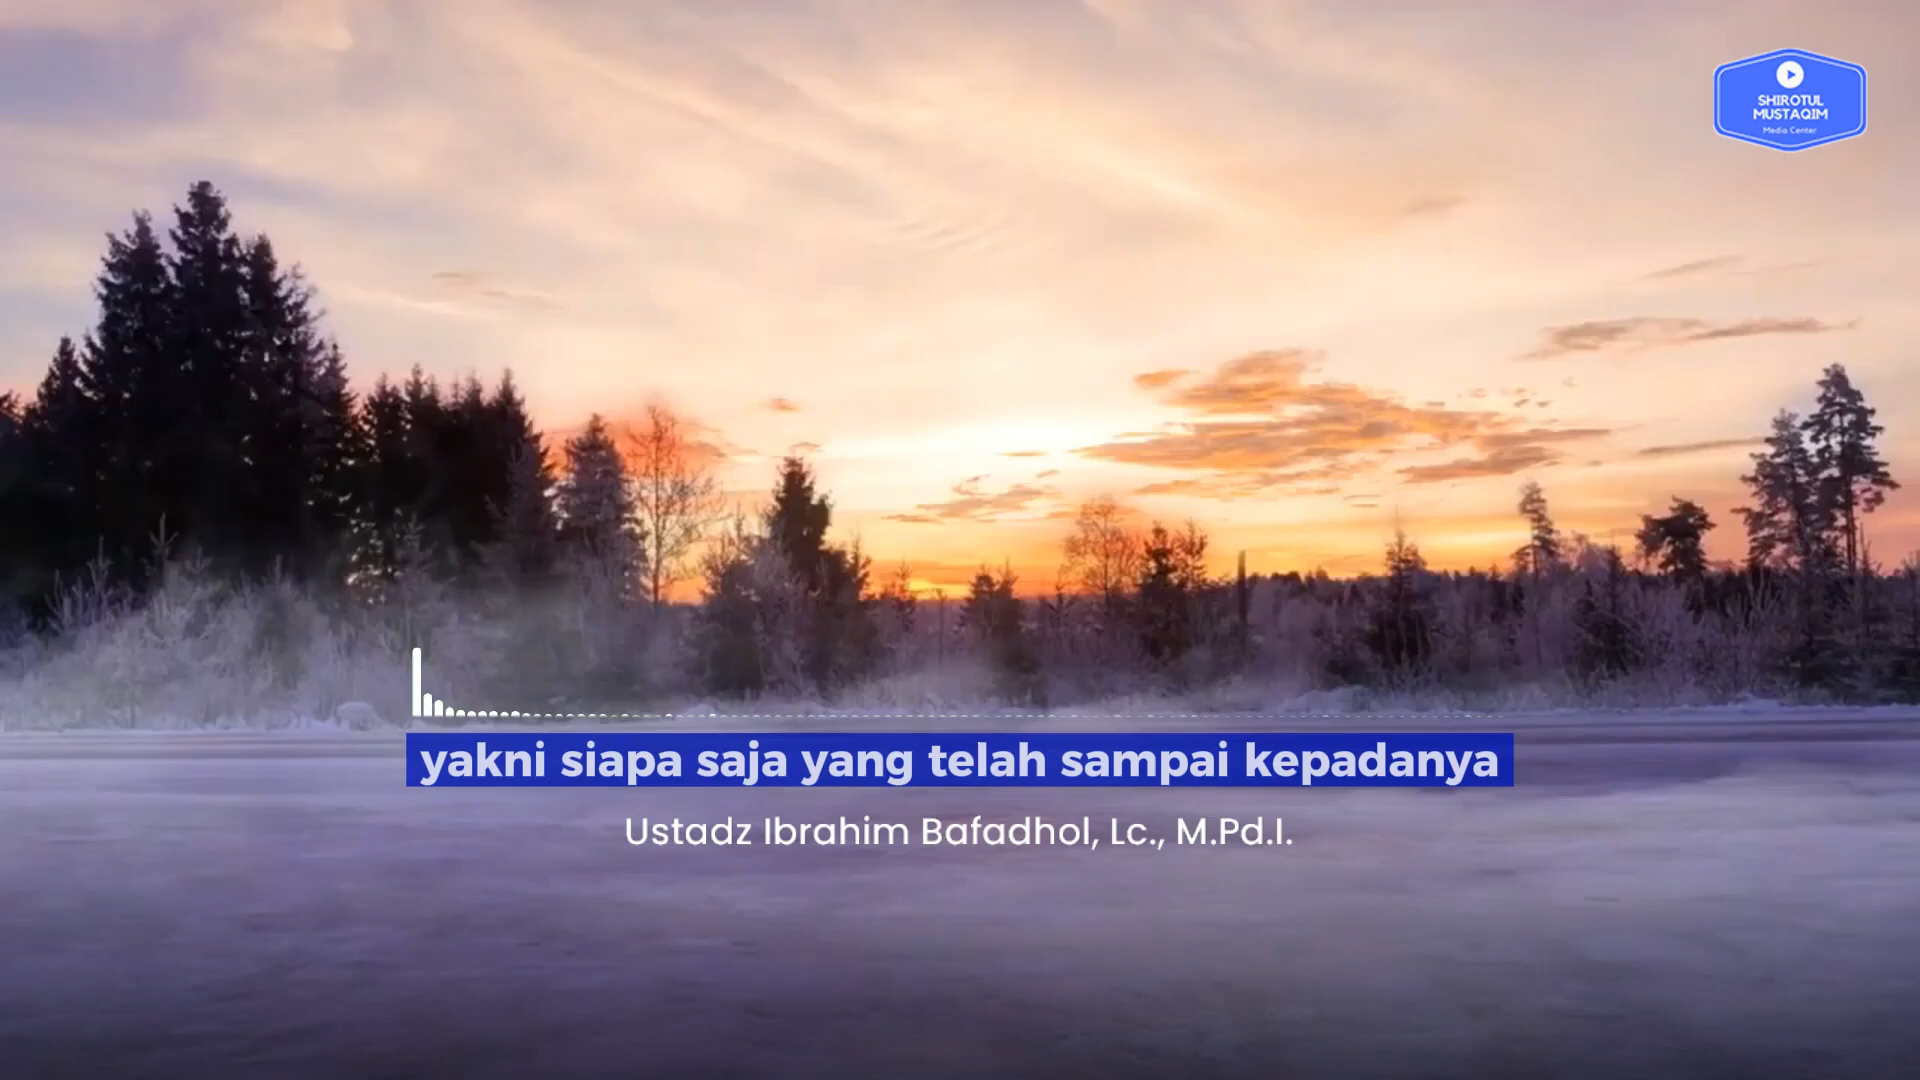 SHIROTUL
MUSTAQIM
Media Center
yakni siapa saja yang telah sampai kepadanya
Ustadz Ibrahim Bafadhol, Lc., M.Pd.I.